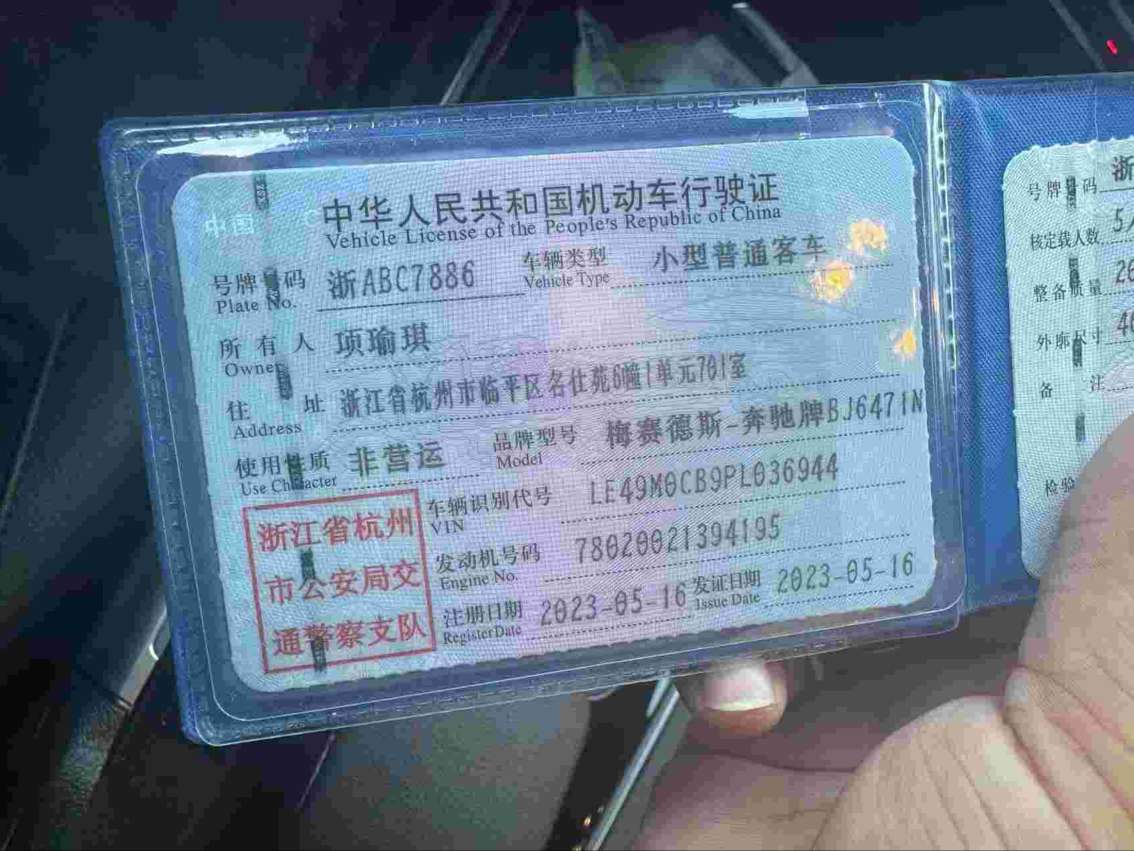 中国
中华人民共和国机动车行驶证
Vehicle License of the People's Republic of China
号牌号码 浙ABC7886 车辆类型 小型普通客车
Plate No. Vehicle Type
所有人 项瑜琪
Owner
住址 浙江省杭州市临平区名仕苑6幢1单元701室
Address
使用性质 非营运 品牌型号 梅赛德斯-奔驰牌BJ6471N
Use Character Model
车辆识别代号 LE49M0CB9PL036944
VIN
发动机号码 78020021394195
Engine No.
注册日期 2023-05-16 发证日期 2023-05-16
Register Date Issue Date
浙江省杭州
市公安局交
通警察支队
号牌号码 浙
核定载人数 5
整备质量
外廓尺寸
备注
检验